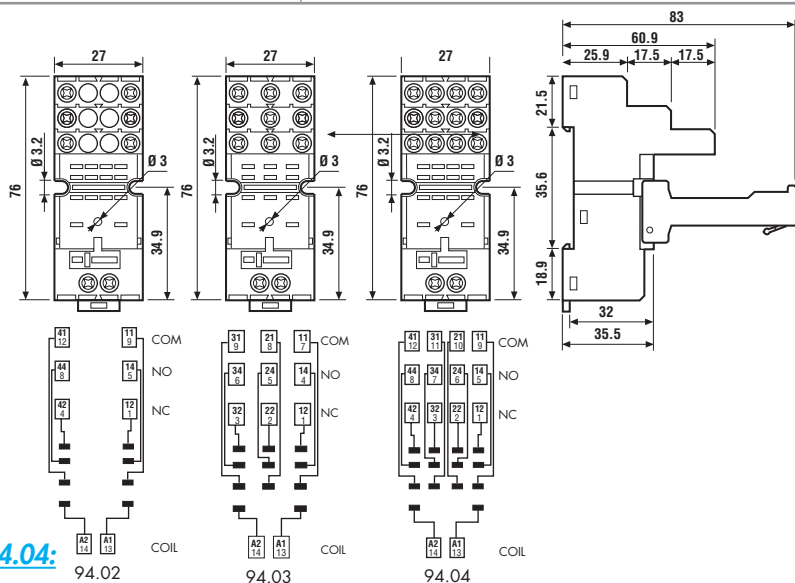 83
60.9
25.9 17.5 17.5
27 27 27
21.5
Ø 3.2 Ø 3.2 Ø 3.2
Ø 3 Ø 3 Ø 3
76 76 76
35.6
34.9 34.9 34.9
18.9
32
35.5
41 12 11 9 COM
44 8 14 5 NO
42 4 12 1 NC
A2 14 A1 13 COIL
94.02
31 9 21 8 11 7 COM
34 6 24 5 14 4 NO
32 3 22 2 12 1 NC
A2 14 A1 13 COIL
94.03
41 12 31 11 21 10 11 9 COM
44 8 34 7 24 6 14 5 NO
42 4 32 3 22 2 12 1 NC
A2 14 A1 13 COIL
94.04
4.04: